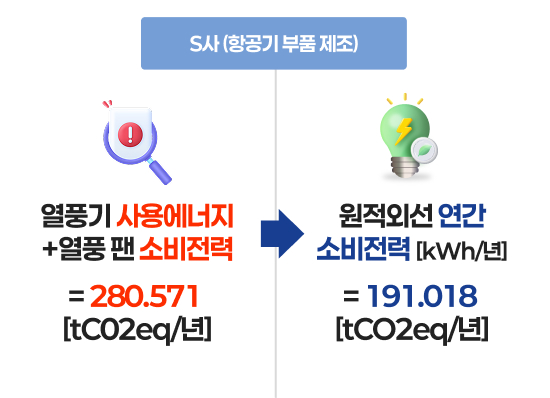 S사 (항공기 부품 제조)
열풍기 사용에너지
+열풍 팬 소비전력
= 280.571
[tC02eq/년]
원적외선 연간
소비전력 [kWh/년]
= 191.018
[tCO2eq/년]